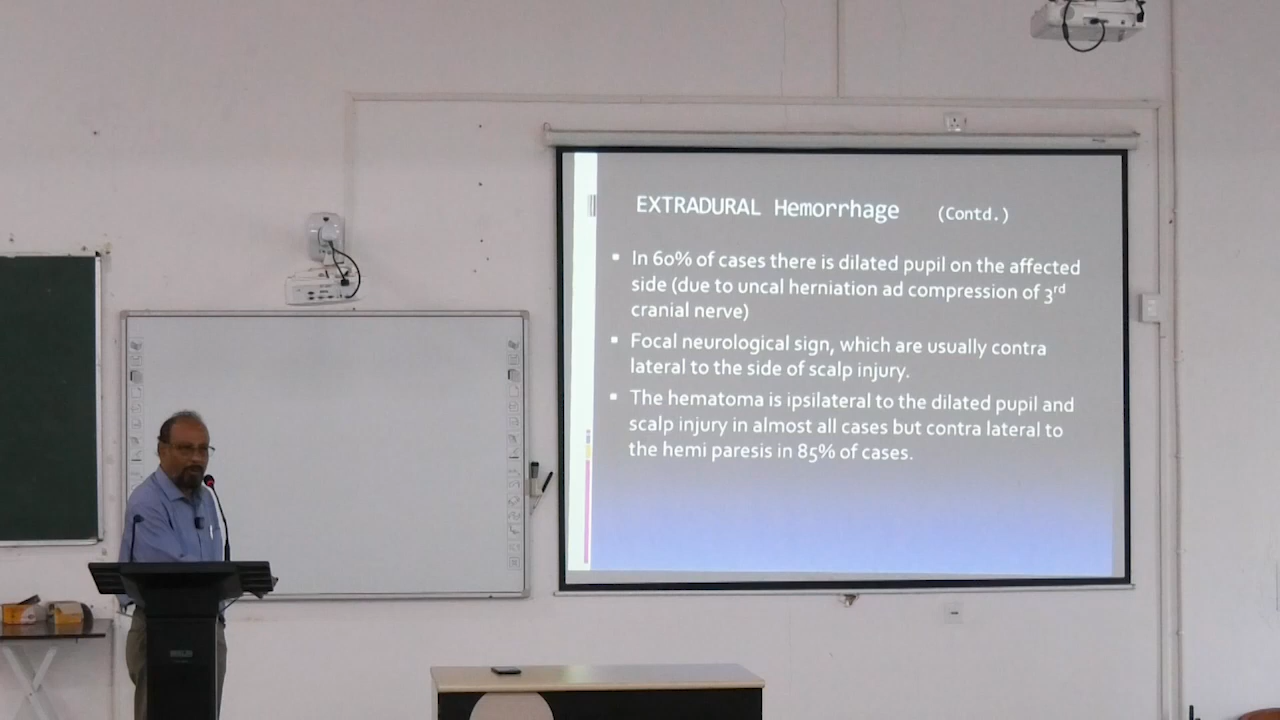 EXTRADURAL Hemorrhage (Contd.)
▪ In 60% of cases there is dilated pupil on the affected
side (due to uncal herniation ad compression of 3rd
cranial nerve)
▪ Focal neurological sign, which are usually contra
lateral to the side of scalp injury.
▪ The hematoma is ipsilateral to the dilated pupil and
scalp injury in almost all cases but contra lateral to
the hemi paresis in 85% of cases.